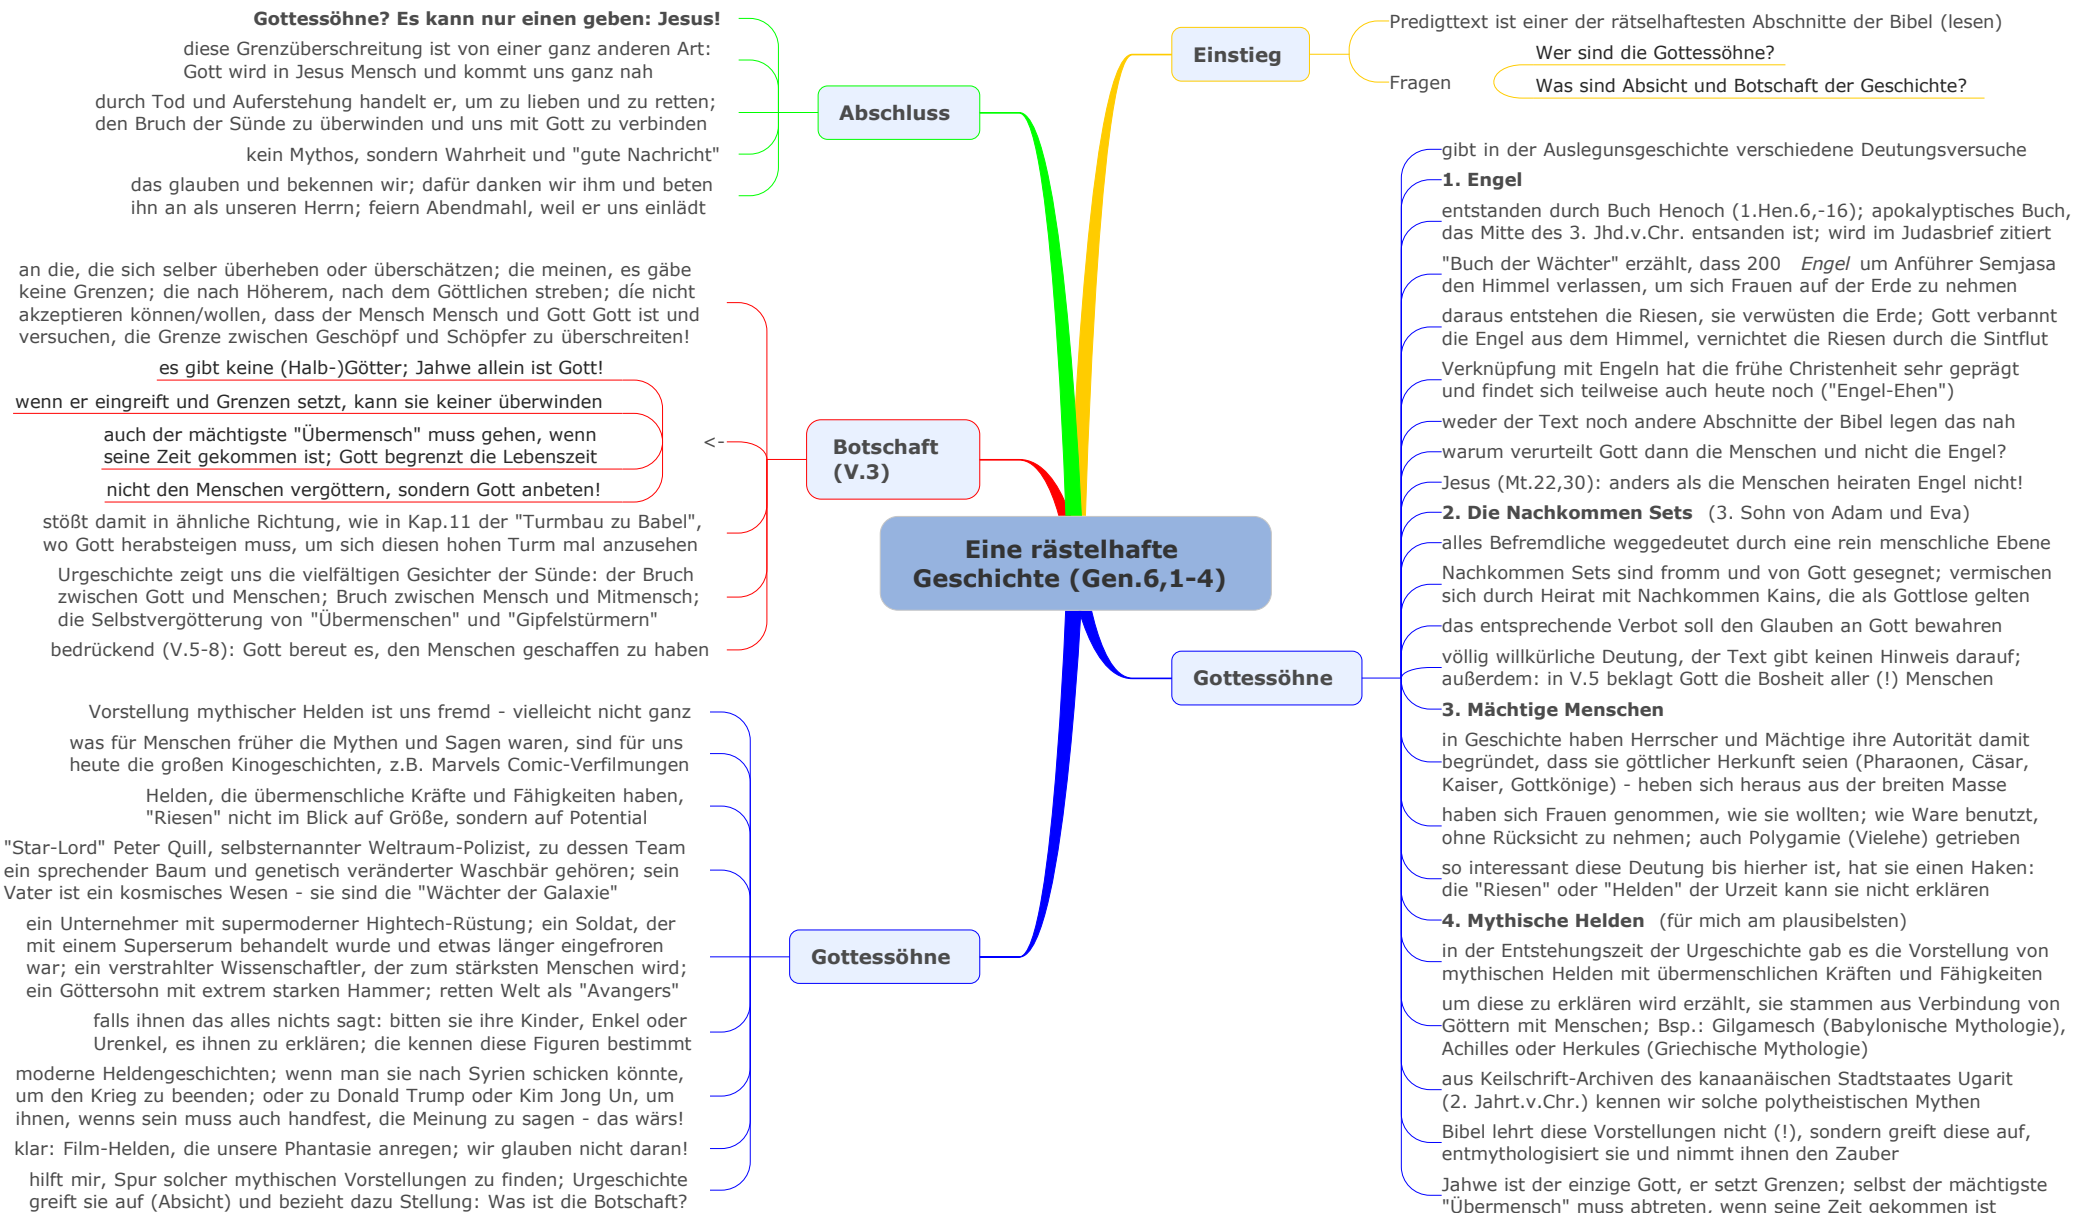 Eine rästelhafte
Geschichte (Gen.6,1-4)
Einstieg
Predigttext ist einer der rätselhaftesten Abschnitte der Bibel (lesen)
Fragen
Wer sind die Gottessöhne?
Was sind Absicht und Botschaft der Geschichte?
Gottessöhne
gibt in der Auslegunsgeschichte verschiedene Deutungsversuche
1. Engel
entstanden durch Buch Henoch (1.Hen.6,-16); apokalyptisches Buch,
das Mitte des 3. Jhd.v.Chr. entsanden ist; wird im Judasbrief zitiert
"Buch der Wächter" erzählt, dass 200 Engel um Anführer Semjasa
den Himmel verlassen, um sich Frauen auf der Erde zu nehmen
daraus entstehen die Riesen, sie verwüsten die Erde; Gott verbannt
die Engel aus dem Himmel, vernichtet die Riesen durch die Sintflut
Verknüpfung mit Engeln hat die frühe Christenheit sehr geprägt
und findet sich teilweise auch heute noch ("Engel-Ehen")
weder der Text noch andere Abschnitte der Bibel legen das nah
warum verurteilt Gott dann die Menschen und nicht die Engel?
Jesus (Mt.22,30): anders als die Menschen heiraten Engel nicht!
2. Die Nachkommen Sets (3. Sohn von Adam und Eva)
alles Befremdliche weggedeutet durch eine rein menschliche Ebene
Nachkommen Sets sind fromm und von Gott gesegnet; vermischen
sich durch Heirat mit Nachkommen Kains, die als Gottlose gelten
das entsprechende Verbot soll den Glauben an Gott bewahren
völlig willkürliche Deutung, der Text gibt keinen Hinweis darauf;
außerdem: in V.5 beklagt Gott die Bosheit aller (!) Menschen
3. Mächtige Menschen
in Geschichte haben Herrscher und Mächtige ihre Autorität damit
begründet, dass sie göttlicher Herkunft seien (Pharaonen, Cäsar,
Kaiser, Gottkönige) - heben sich heraus aus der breiten Masse
haben sich Frauen genommen, wie sie wollten; wie Ware benutzt,
ohne Rücksicht zu nehmen; auch Polygamie (Vielehe) getrieben
so interessant diese Deutung bis hierher ist, hat sie einen Haken:
die "Riesen" oder "Helden" der Urzeit kann sie nicht erklären
4. Mythische Helden (für mich am plausibelsten)
in der Entstehungszeit der Urgeschichte gab es die Vorstellung von
mythischen Helden mit übermenschlichen Kräften und Fähigkeiten
um diese zu erklären wird erzählt, sie stammen aus Verbindung von
Göttern mit Menschen; Bsp.: Gilgamesch (Babylonische Mythologie),
Achilles oder Herkules (Griechische Mythologie)
aus Keilschrift-Archiven des kanaanäischen Stadtstaates Ugarit
(2. Jahrt.v.Chr.) kennen wir solche polytheistischen Mythen
Bibel lehrt diese Vorstellungen nicht (!), sondern greift diese auf,
entmythologisiert sie und nimmt ihnen den Zauber
Jahwe ist der einzige Gott, er setzt Grenzen; selbst der mächtigste
"Übermensch" muss abtreten, wenn seine Zeit gekommen ist
Gottessöhne
Vorstellung mythischer Helden ist uns fremd - vielleicht nicht ganz
was für Menschen früher die Mythen und Sagen waren, sind für uns
heute die großen Kinogeschichten, z.B. Marvels Comic-Verfilmungen
Helden, die übermenschliche Kräfte und Fähigkeiten haben,
"Riesen" nicht im Blick auf Größe, sondern auf Potential
"Star-Lord" Peter Quill, selbsternannter Weltraum-Polizist, zu dessen Team
ein sprechender Baum und genetisch veränderter Waschbär gehören; sein
Vater ist ein kosmisches Wesen - sie sind die "Wächter der Galaxie"
ein Unternehmer mit supermoderner Hightech-Rüstung; ein Soldat, der
mit einem Superserum behandelt wurde und etwas länger eingefroren
war; ein verstrahlter Wissenschaftler, der zum stärksten Menschen wird;
ein Göttersohn mit extrem starken Hammer; retten Welt als "Avangers"
falls ihnen das alles nichts sagt: bitten sie ihre Kinder, Enkel oder
Urenkel, es ihnen zu erklären; die kennen diese Figuren bestimmt
moderne Heldengeschichten; wenn man sie nach Syrien schicken könnte,
um den Krieg zu beenden; oder zu Donald Trump oder Kim Jong Un, um
ihnen, wenns sein muss auch handfest, die Meinung zu sagen - das wärs!
klar: Film-Helden, die unsere Phantasie anregen; wir glauben nicht daran!
hilft mir, Spur solcher mythischen Vorstellungen zu finden; Urgeschichte
greift sie auf (Absicht) und bezieht dazu Stellung: Was ist die Botschaft?
Botschaft
(V.3)
an die, die sich selber überheben oder überschätzen; die meinen, es gäbe
keine Grenzen; die nach Höherem, nach dem Göttlichen streben; díe nicht
akzeptieren können/wollen, dass der Mensch Mensch und Gott Gott ist und
versuchen, die Grenze zwischen Geschöpf und Schöpfer zu überschreiten!
<-
es gibt keine (Halb-)Götter; Jahwe allein ist Gott!
wenn er eingreift und Grenzen setzt, kann sie keiner überwinden
auch der mächtigste "Übermensch" muss gehen, wenn
seine Zeit gekommen ist; Gott begrenzt die Lebenszeit
nicht den Menschen vergöttern, sondern Gott anbeten!
stößt damit in ähnliche Richtung, wie in Kap.11 der "Turmbau zu Babel",
wo Gott herabsteigen muss, um sich diesen hohen Turm mal anzusehen
Urgeschichte zeigt uns die vielfältigen Gesichter der Sünde: der Bruch
zwischen Gott und Menschen; Bruch zwischen Mensch und Mitmensch;
die Selbstvergötterung von "Übermenschen" und "Gipfelstürmern"
bedrückend (V.5-8): Gott bereut es, den Menschen geschaffen zu haben
Abschluss
Gottessöhne? Es kann nur einen geben: Jesus!
diese Grenzüberschreitung ist von einer ganz anderen Art:
Gott wird in Jesus Mensch und kommt uns ganz nah
durch Tod und Auferstehung handelt er, um zu lieben und zu retten;
den Bruch der Sünde zu überwinden und uns mit Gott zu verbinden
kein Mythos, sondern Wahrheit und "gute Nachricht"
das glauben und bekennen wir; dafür danken wir ihm und beten
ihn an als unseren Herrn; feiern Abendmahl, weil er uns einlädt